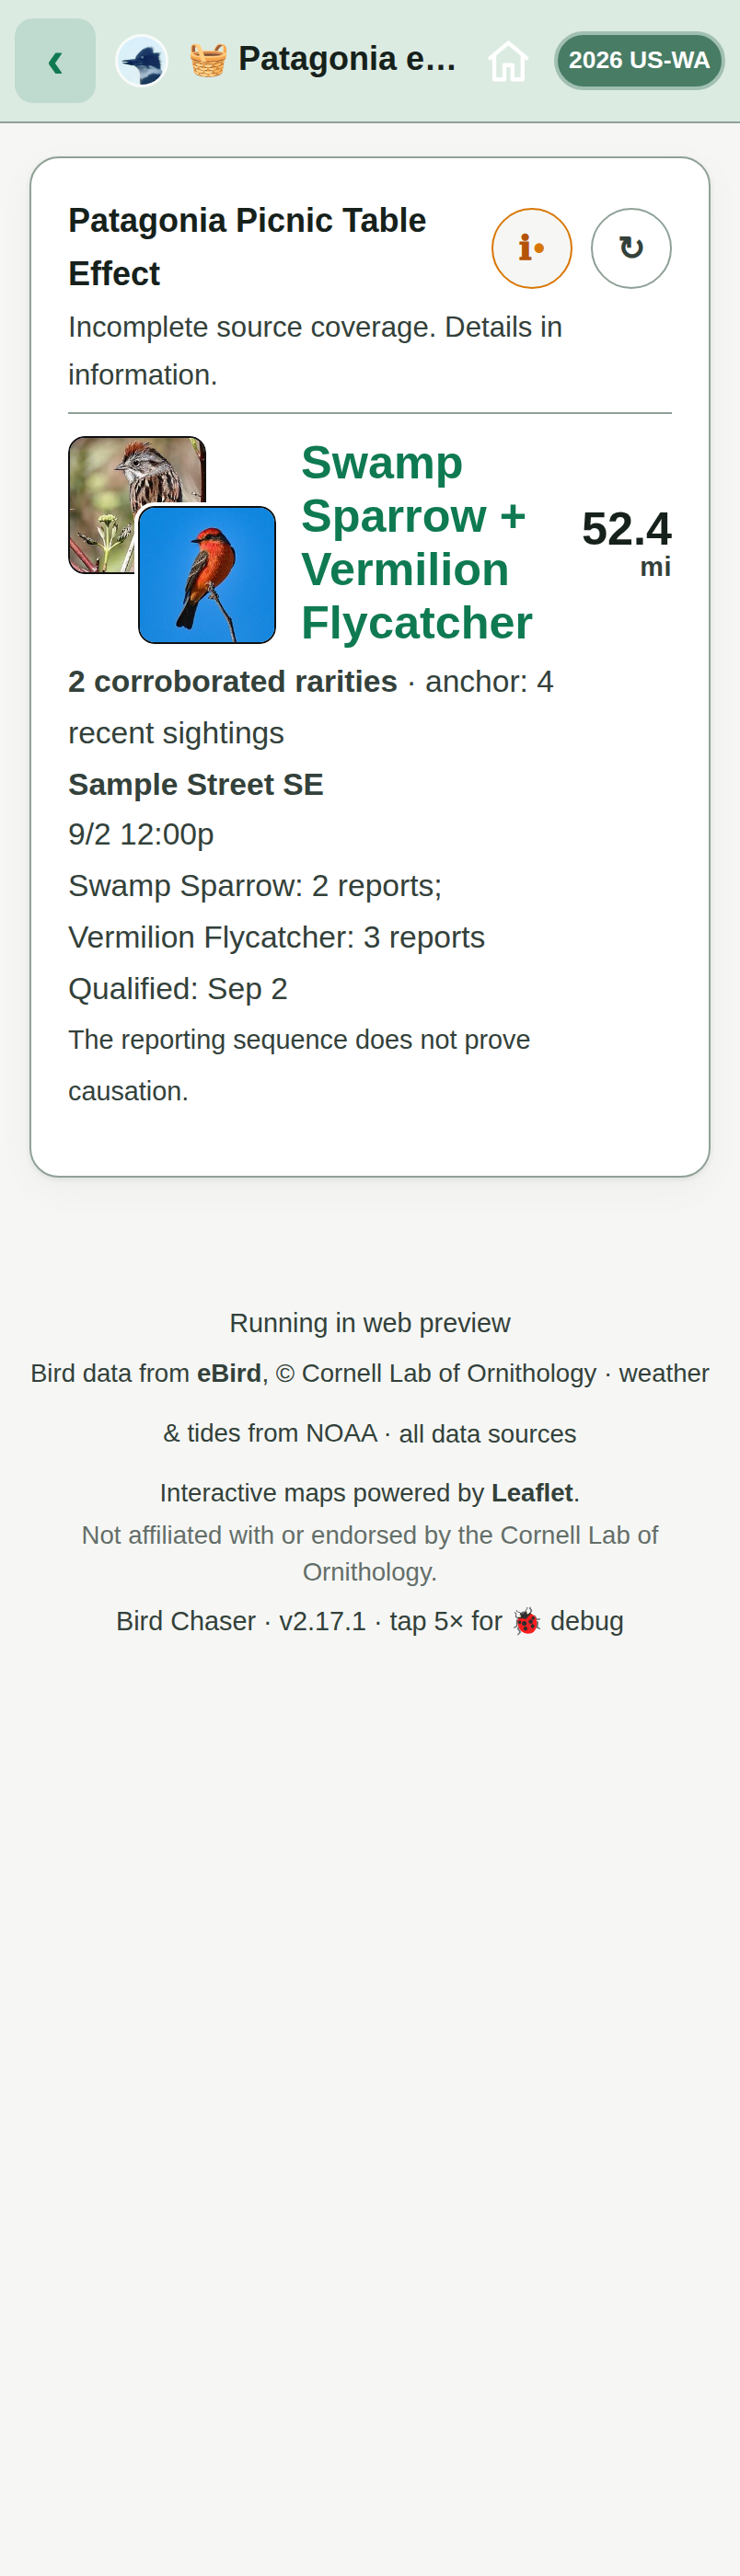 ‹ 🧺 Patagonia e… 2026 US-WA
Patagonia Picnic Table
Effect
i• ↻
Incomplete source coverage. Details in
information.
Swamp
Sparrow +
Vermilion
Flycatcher
52.4
mi
2 corroborated rarities · anchor: 4
recent sightings
Sample Street SE
9/2 12:00p
Swamp Sparrow: 2 reports;
Vermilion Flycatcher: 3 reports
Qualified: Sep 2
The reporting sequence does not prove
causation.
Running in web preview
Bird data from eBird, © Cornell Lab of Ornithology · weather
& tides from NOAA · all data sources
Interactive maps powered by Leaflet.
Not affiliated with or endorsed by the Cornell Lab of
Ornithology.
Bird Chaser · v2.17.1 · tap 5× for 🐞 debug